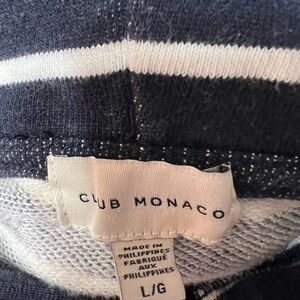 CLUB MONACO
MADE IN
PHILIPPINES
FABRIQUÉ
AUX
PHILIPPINES
L/G